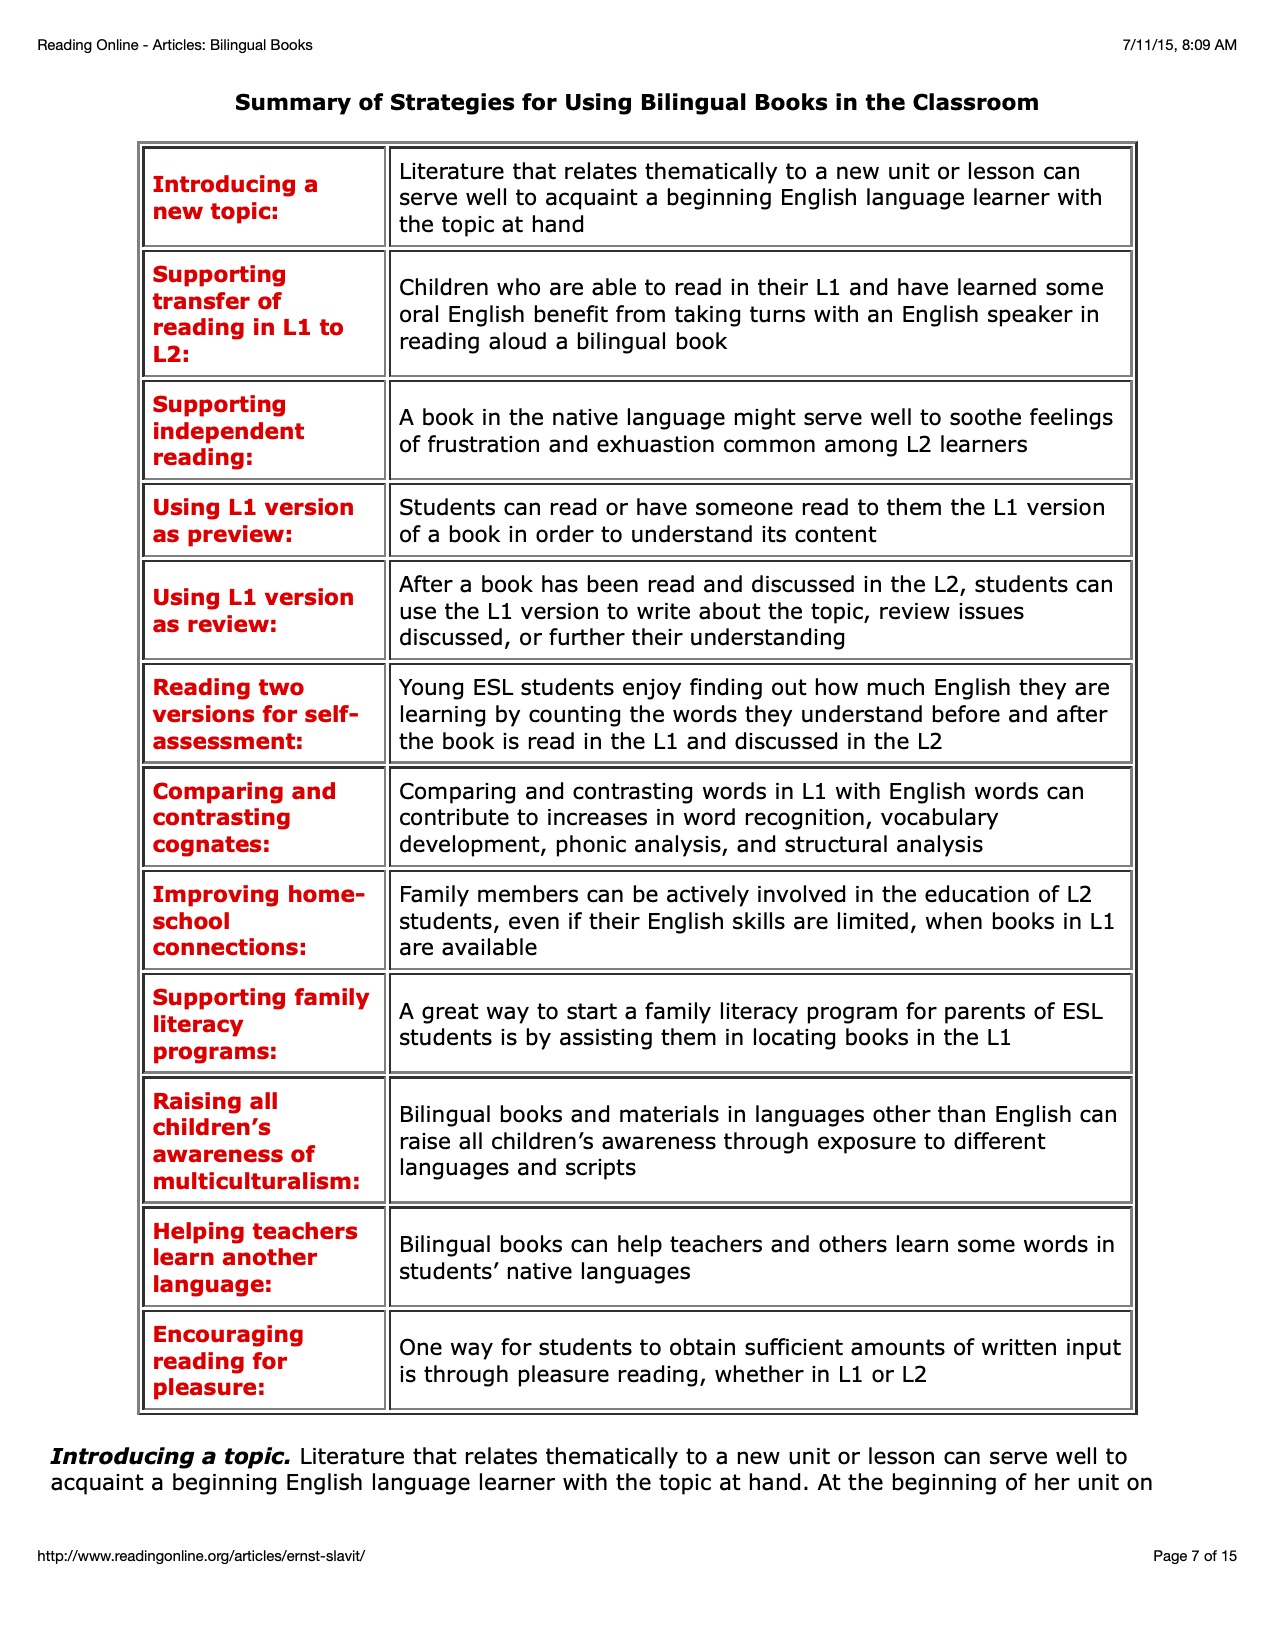 Reading Online - Articles: Bilingual Books
7/11/15, 8:09 AM
Summary of Strategies for Using Bilingual Books in the Classroom
Introducing a
new topic:
Literature that relates thematically to a new unit or lesson can
serve well to acquaint a beginning English language learner with
the topic at hand
Supporting
transfer of
reading in L1 to
L2:
Children who are able to read in their L1 and have learned some
oral English benefit from taking turns with an English speaker in
reading aloud a bilingual book
Supporting
independent
reading:
A book in the native language might serve well to soothe feelings
of frustration and exhuastion common among L2 learners
Using L1 version
as preview:
Students can read or have someone read to them the L1 version
of a book in order to understand its content
Using L1 version
as review:
After a book has been read and discussed in the L2, students can
use the L1 version to write about the topic, review issues
discussed, or further their understanding
Reading two
versions for self-
assessment:
Young ESL students enjoy finding out how much English they are
learning by counting the words they understand before and after
the book is read in the L1 and discussed in the L2
Comparing and
contrasting
cognates:
Comparing and contrasting words in L1 with English words can
contribute to increases in word recognition, vocabulary
development, phonic analysis, and structural analysis
Improving home-
school
connections:
Family members can be actively involved in the education of L2
students, even if their English skills are limited, when books in L1
are available
Supporting family
literacy
programs:
A great way to start a family literacy program for parents of ESL
students is by assisting them in locating books in the L1
Raising all
children’s
awareness of
multiculturalism:
Bilingual books and materials in languages other than English can
raise all children’s awareness through exposure to different
languages and scripts
Helping teachers
learn another
language:
Bilingual books can help teachers and others learn some words in
students’ native languages
Encouraging
reading for
pleasure:
One way for students to obtain sufficient amounts of written input
is through pleasure reading, whether in L1 or L2
Introducing a topic. Literature that relates thematically to a new unit or lesson can serve well to
acquaint a beginning English language learner with the topic at hand. At the beginning of her unit on
http://www.readingonline.org/articles/ernst-slavit/
Page 7 of 15